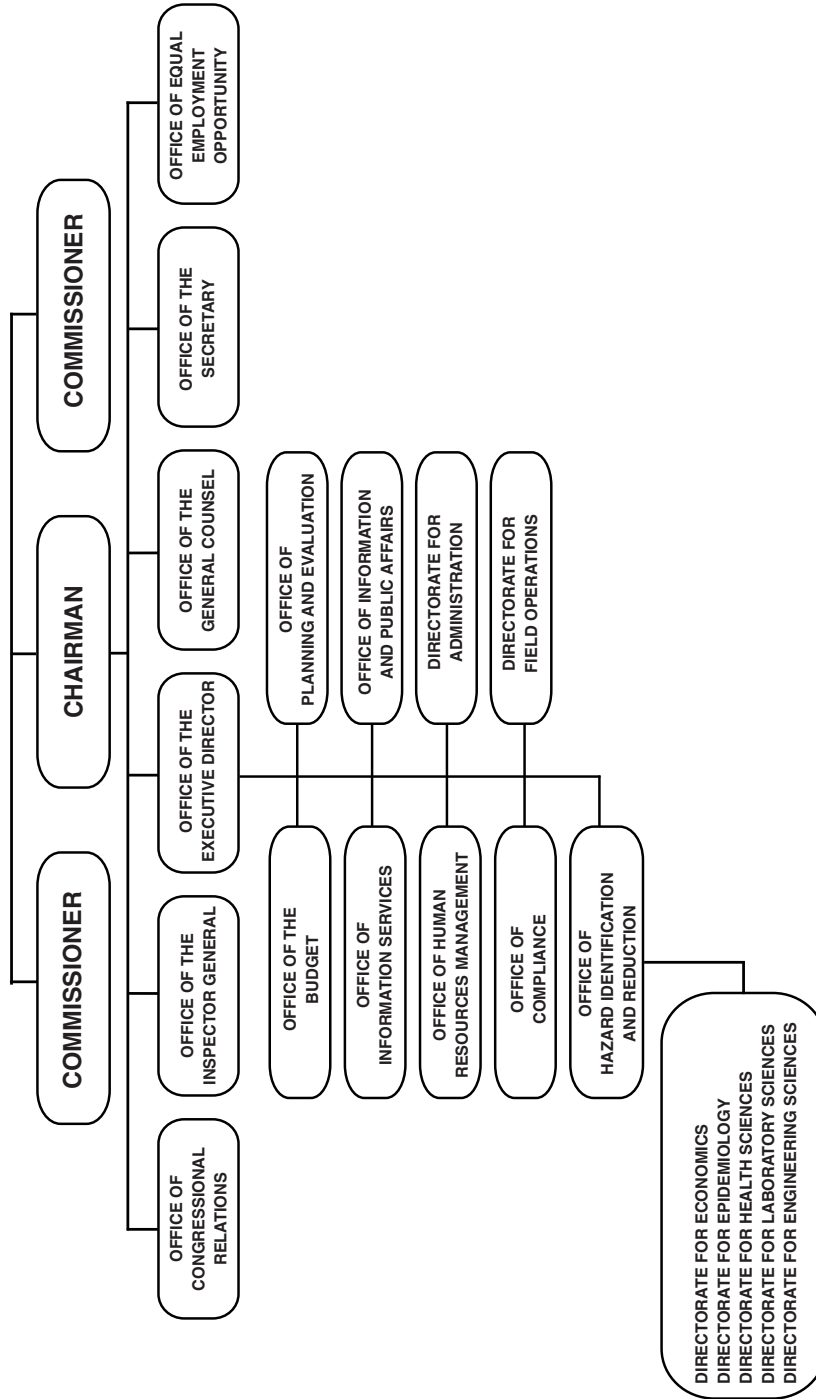 COMMISSIONER
CHAIRMAN
COMMISSIONER
OFFICE OF
CONGRESSIONAL
RELATIONS
OFFICE OF THE
INSPECTOR GENERAL
OFFICE OF THE
EXECUTIVE DIRECTOR
OFFICE OF THE
GENERAL COUNSEL
OFFICE OF THE
SECRETARY
OFFICE OF EQUAL
EMPLOYMENT
OPPORTUNITY
OFFICE OF THE
BUDGET
OFFICE OF
PLANNING AND EVALUATION
OFFICE OF
INFORMATION SERVICES
OFFICE OF INFORMATION
AND PUBLIC AFFAIRS
OFFICE OF HUMAN
RESOURCES MANAGEMENT
DIRECTORATE FOR
ADMINISTRATION
OFFICE OF
COMPLIANCE
DIRECTORATE FOR
FIELD OPERATIONS
OFFICE OF
HAZARD IDENTIFICATION
AND REDUCTION
DIRECTORATE FOR ECONOMICS
DIRECTORATE FOR EPIDEMIOLOGY
DIRECTORATE FOR HEALTH SCIENCES
DIRECTORATE FOR LABORATORY SCIENCES
DIRECTORATE FOR ENGINEERING SCIENCES